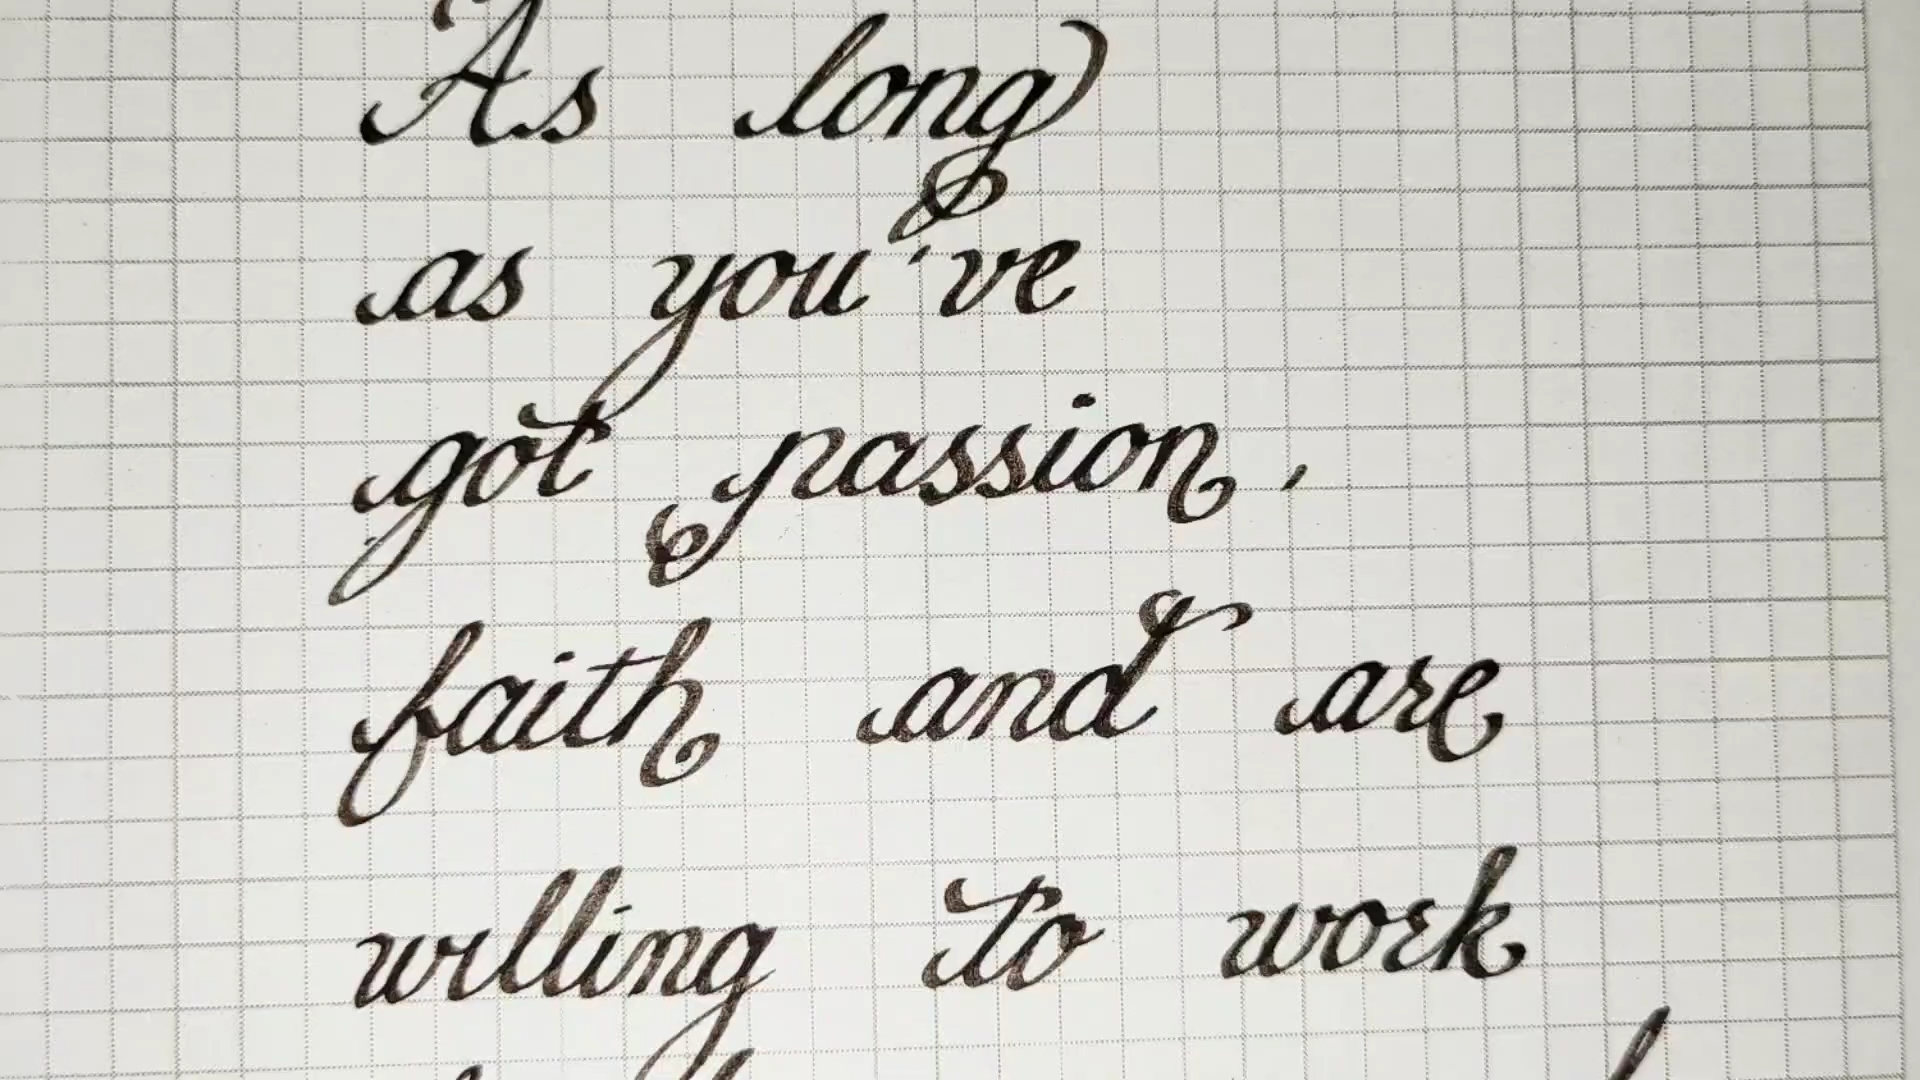 As long
as you've
got passion,
faith and are
willing to work